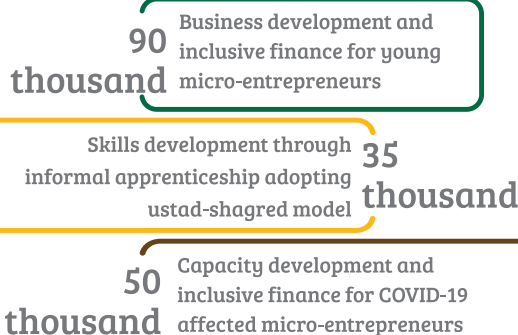 90
thousand
Business development and
inclusive finance for young
micro-entrepreneurs
Skills development through
informal apprenticeship adopting
ustad-shagred model
35
thousand
50
thousand
Capacity development and
inclusive finance for COVID-19
affected micro-entrepreneurs